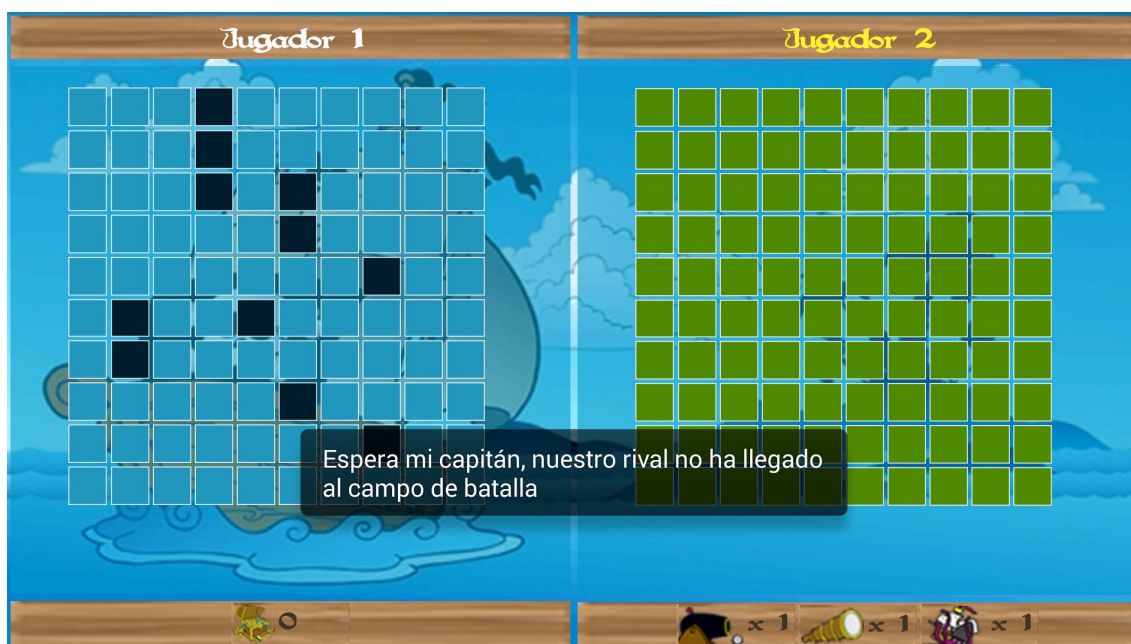 Jugador 1
Jugador 2
Espera mi capitán, nuestro rival no ha llegado
al campo de batalla
0
x 1
x 1
x 1